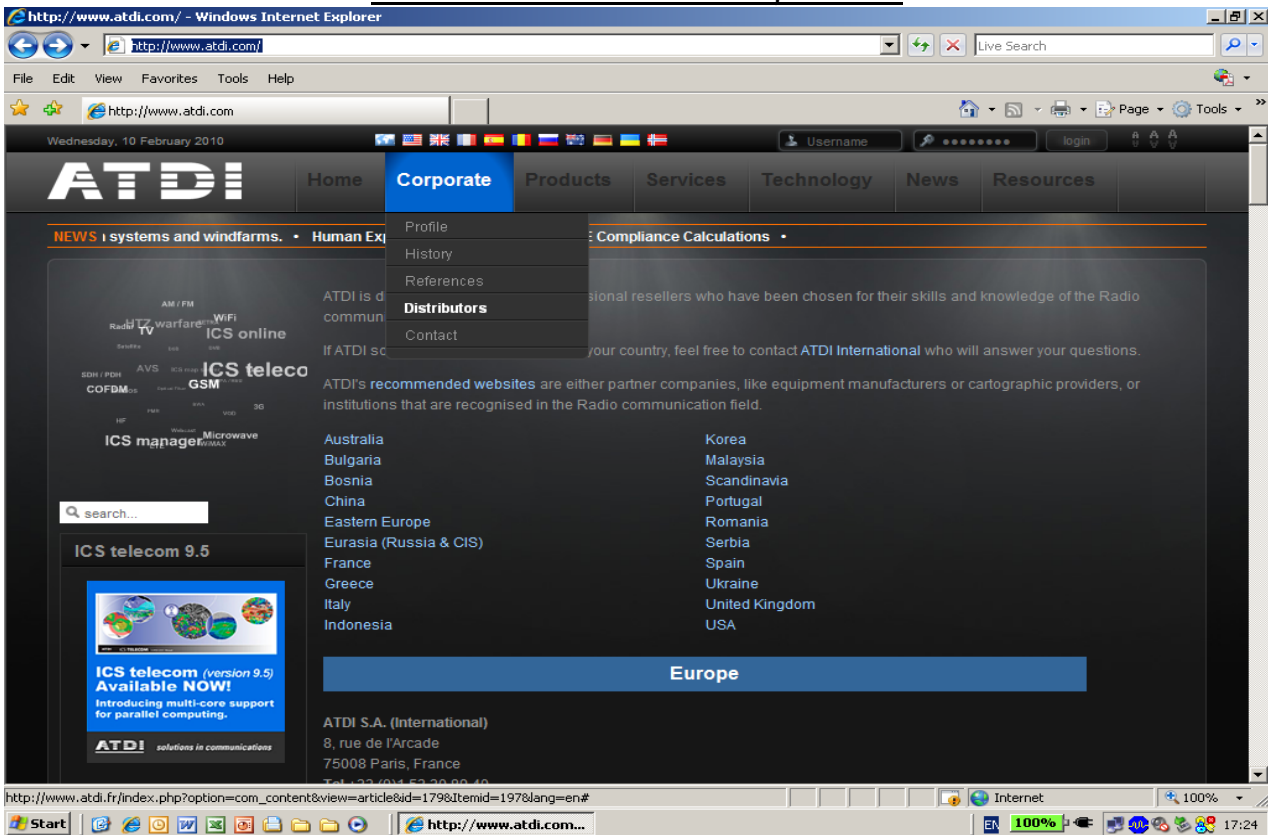 http://www.atdi.com/ - Windows Internet Explorer
http://www.atdi.com/
Live Search
File Edit View Favorites Tools Help
http://www.atdi.com
Page Tools
Wednesday, 10 February 2010
Username
login
A A A
ATDI
Home Corporate Products Services Technology News Resources
NEWS systems and windfarms. • Human Ex E Compliance Calculations •
Profile
History
References
Distributors
Contact
ATDI is d sional resellers who have been chosen for their skills and knowledge of the Radio
commun
If ATDI so your country, feel free to contact ATDI International who will answer your questions.
ATDI's recommended websites are either partner companies, like equipment manufacturers or cartographic providers, or
institutions that are recognised in the Radio communication field.
AM / FM
HTZ warfare WiFi
TV ICS online
AVS ICS teleco
SDH / PDH
COFDM GSM
3G
HF
ICS manager Microwave
WiMAX
Australia Korea
Bulgaria Malaysia
Bosnia Scandinavia
China Portugal
Eastern Europe Romania
Eurasia (Russia & CIS) Serbia
France Spain
Greece Ukraine
Italy United Kingdom
Indonesia USA
search...
ICS telecom 9.5
ICS telecom (version 9.5)
Available NOW!
Introducing multi-core support
for parallel computing.
ATDI solutions in communications
Europe
ATDI S.A. (International)
8, rue de l'Arcade
75008 Paris, France
http://www.atdi.fr/index.php?option=com_content&view=article&id=179&Itemid=197&lang=en#
Internet
100%
Start
http://www.atdi.com...
EN
100%
17:24